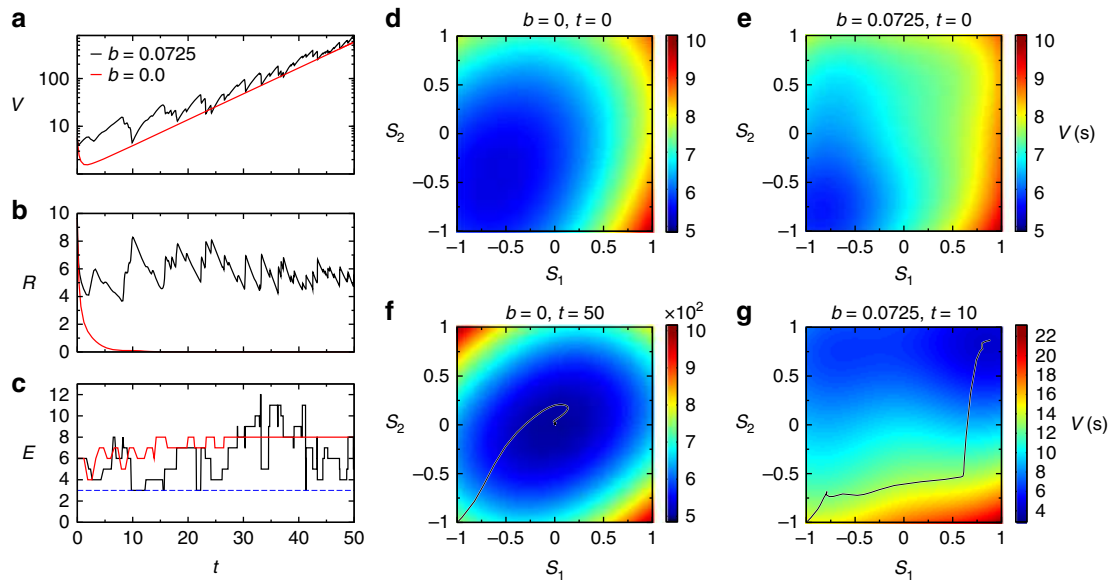 a
b = 0.0725
b = 0.0
V
100
10
b
R
10
8
6
4
2
0
c
E
12
10
8
6
4
2
0
0 10 20 30 40 50
t
d
b = 0, t = 0
S2
1
0.5
0
−0.5
−1
−1 −0.5 0 0.5 1
S1
10
9
8
7
6
5
e
b = 0.0725, t = 0
S2
1
0.5
0
−0.5
−1
−1 −0.5 0 0.5 1
S1
10
9
8
7
6
5
V (s)
f
b = 0, t = 50
×10²
S2
1
0.5
0
−0.5
−1
−1 −0.5 0 0.5 1
S1
10
9
8
7
6
5
g
b = 0.0725, t = 10
S2
1
0.5
0
−0.5
−1
−1 −0.5 0 0.5 1
S1
22
20
18
16
14
12
10
8
6
4
V (s)